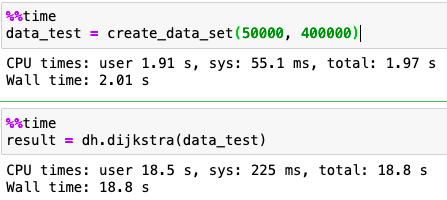 %%time
data_test = create_data_set(50000, 400000)
CPU times: user 1.91 s, sys: 55.1 ms, total: 1.97 s
Wall time: 2.01 s
%%time
result = dh.dijkstra(data_test)
CPU times: user 18.5 s, sys: 225 ms, total: 18.8 s
Wall time: 18.8 s